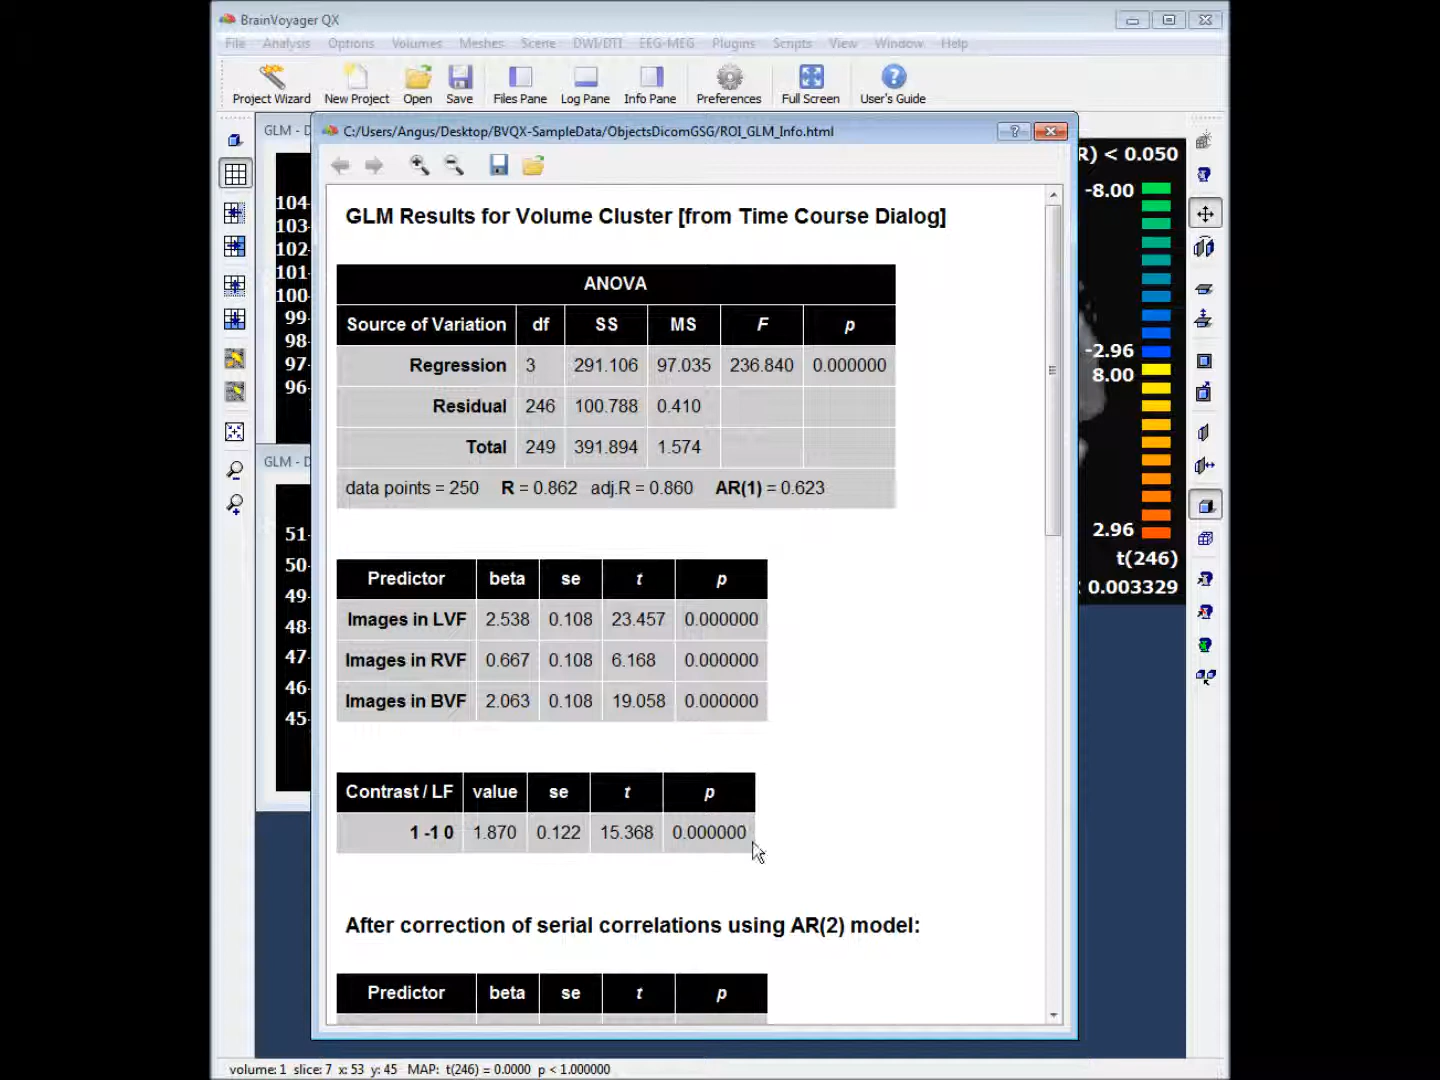 BrainVoyager QX
File Analysis Options Volumes Meshes Scene DWI/DTI EEG-MEG Plugins Scripts View Window Help
Project Wizard New Project Open Save Files Pane Log Pane Info Pane Preferences Full Screen User's Guide
GLM - D
C:/Users/Angus/Desktop/BVQX-SampleData/ObjectsDicomGSG/ROI_GLM_Info.html
R) < 0.050
-8.00
-2.96
8.00
2.96
t(246)
0.003329
104
103
102
101
100
99
98
97
96
GLM - D
51
50
49
48
47
46
45
GLM Results for Volume Cluster [from Time Course Dialog]
ANOVA
Source of Variation df SS MS F p
Regression 3 291.106 97.035 236.840 0.000000
Residual 246 100.788 0.410
Total 249 391.894 1.574
data points = 250 R = 0.862 adj.R = 0.860 AR(1) = 0.623
Predictor beta se t p
Images in LVF 2.538 0.108 23.457 0.000000
Images in RVF 0.667 0.108 6.168 0.000000
Images in BVF 2.063 0.108 19.058 0.000000
Contrast / LF value se t p
1 -1 0 1.870 0.122 15.368 0.000000
After correction of serial correlations using AR(2) model:
Predictor beta se t p
volume: 1 slice: 7 x: 53 y: 45 MAP: t(246) = 0.0000 p < 1.000000